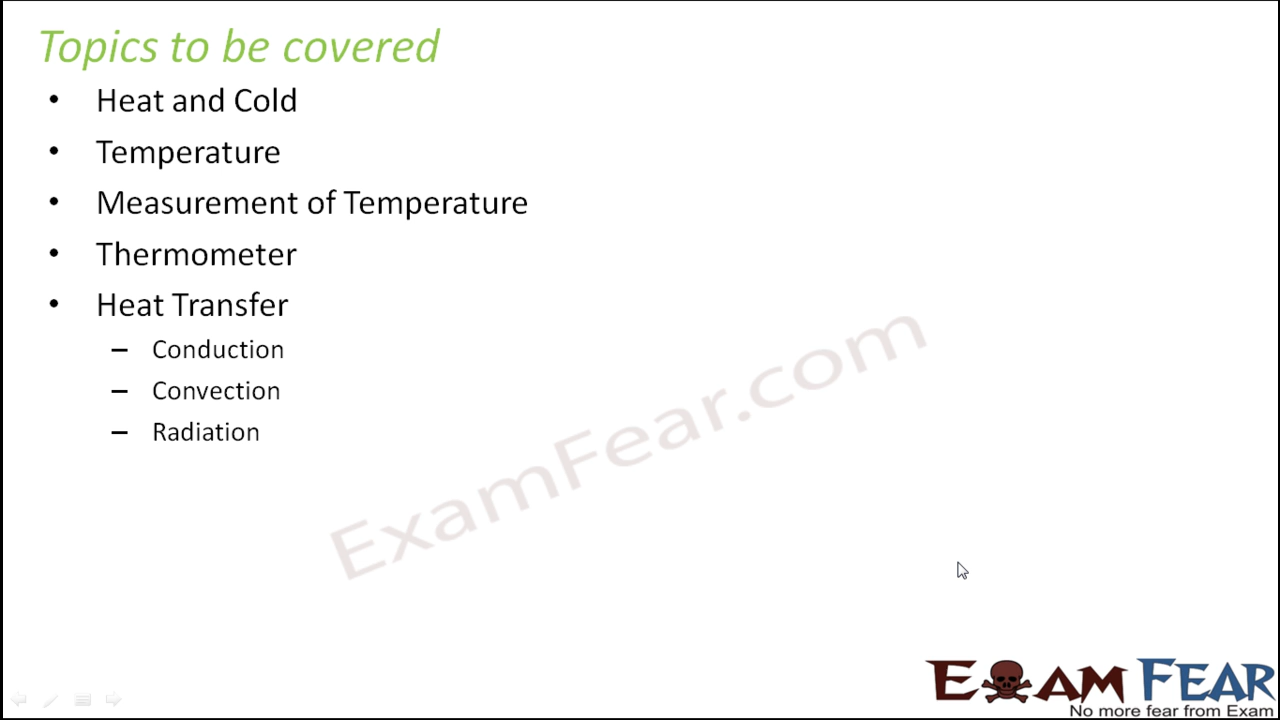 Topics to be covered
• Heat and Cold
• Temperature
• Measurement of Temperature
• Thermometer
• Heat Transfer
– Conduction
– Convection
– Radiation
ExamFear.com
EXAM FEAR
No more fear from Exam